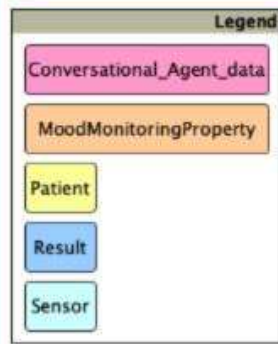 Legend
Conversational_Agent_data
MoodMonitoringProperty
Patient
Result
Sensor